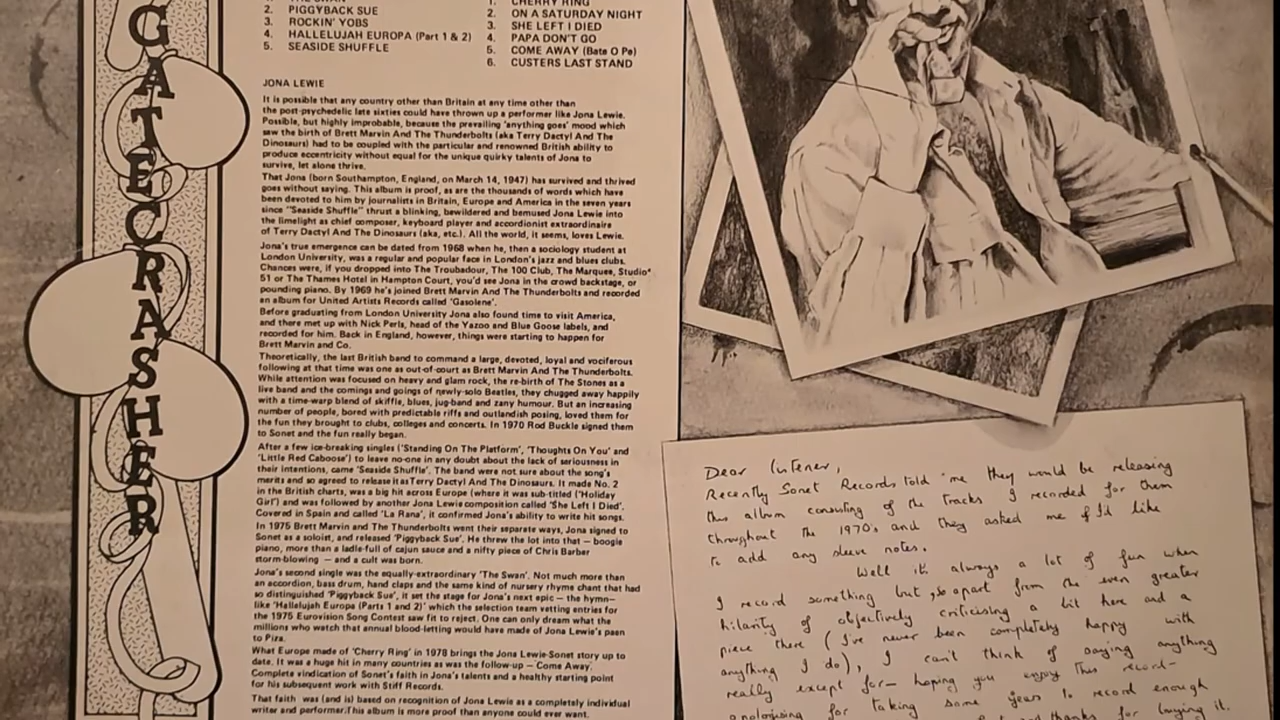 GATECRASHER
THE SWAN
2. PIGGYBACK SUE
3. ROCKIN' YOBS
4. HALLELUJAH EUROPA (Part 1 & 2)
5. SEASIDE SHUFFLE
1. CHERRY RING
2. ON A SATURDAY NIGHT
3. SHE LEFT I DIED
4. PAPA DON'T GO
5. COME AWAY (Bate O Pe)
6. CUSTERS LAST STAND
JONA LEWIE
It is possible that any country other than Britain at any time other than
the post-psychedelic late sixties could have thrown up a performer like Jona Lewie.
Possible, but highly improbable, because the prevailing 'anything goes' mood which
saw the birth of Brett Marvin And The Thunderbolts (aka Terry Dactyl And The
Dinosaurs) had to be coupled with the particular and renowned British ability to
produce eccentricity without equal for the unique quirky talents of Jona to
survive, let alone thrive.
That Jona (born Southampton, England, on March 14, 1947) has survived and thrived
goes without saying. This album is proof, as are the thousands of words which have
been devoted to him by journalists in Britain, Europe and America in the seven years
since "Seaside Shuffle" thrust a blinking, bewildered and bemused Jona Lewie into
the limelight as chief composer, keyboard player and accordionist extraordinaire
of Terry Dactyl And The Dinosaurs (aka, etc.). All the world, it seems, loves Lewie.
Jona's true emergence can be dated from 1968 when he, then a sociology student at
London University, was a regular and popular face in London's jazz and blues clubs.
Chances were, if you dropped into The Troubadour, The 100 Club, The Marquee, Studio
51 or The Thames Hotel in Hampton Court, you'd see Jona in the crowd backstage, or
pounding piano. By 1969 he's joined Brett Marvin And The Thunderbolts and recorded
an album for United Artists Records called 'Gasolene'.
Before graduating from London University Jona also found time to visit America,
and there met up with Nick Perls, head of the Yazoo and Blue Goose labels, and
recorded for him. Back in England, however, things were starting to happen for
Brett Marvin and Co.
Theoretically, the last British band to command a large, devoted, loyal and vociferous
following at that time was one as out-of-court as Brett Marvin And The Thunderbolts.
While attention was focused on heavy and glam rock, the re-birth of The Stones as a
live band and the comings and goings of newly-solo Beatles, they chugged away happily
with a time-warp blend of skiffle, blues, jug-band and zany humour. But an increasing
number of people, bored with predictable riffs and outlandish posing, loved them for
the fun they brought to clubs, colleges and concerts. In 1970 Rod Buckle signed them
to Sonet and the fun really began.
After a few ice-breaking singles ('Standing On The Platform', 'Thoughts On You' and
'Little Red Caboose') to leave no-one in any doubt about the lack of seriousness in
their intentions, came 'Seaside Shuffle'. The band were not sure about the song's
merits and so agreed to release it as Terry Dactyl And The Dinosaurs. It made No. 2
in the British charts, was a big hit across Europe (where it was sub-titled ('Holiday
Girl') and was followed by another Jona Lewie composition called 'She Left I Died'.
Covered in Spain and called 'La Rana', it confirmed Jona's ability to write hit songs.
In 1975 Brett Marvin and The Thunderbolts went their separate ways, Jona signed to
Sonet as a soloist, and released 'Piggyback Sue'. He threw the lot into that — boogie
piano, more than a ladle-full of cajun sauce and a nifty piece of Chris Barber
storm-blowing — and a cult was born.
Jona's second single was the equally-extraordinary 'The Swan'. Not much more than
an accordion, bass drum, hand claps and the same kind of nursery rhyme chant that had
so distinguished 'Piggyback Sue', it set the stage for Jona's next epic — the hymn-
like 'Hallelujah Europa (Parts 1 and 2)' which the selection team vetting entries for
the 1975 Eurovision Song Contest saw fit to reject. One can only dream what the
millions who watch that annual blood-letting would have made of Jona Lewie's paen
to Piza.
What Europe made of 'Cherry Ring' in 1978 brings the Jona Lewie-Sonet story up to
date. It was a huge hit in many countries as was the follow-up — Come Away.
Complete vindication of Sonet's faith in Jona's talents and a healthy starting point
for his subsequent work with Stiff Records.
That faith was (and is) based on recognition of Jona Lewie as a completely individual
writer and performer. This album is more proof than anyone could ever want.
Dear Listener,
Recently Sonet Records told me they would be releasing
this album consisting of the tracks I recorded for them
throughout the 1970's and they asked me if I'd like
to add any sleeve notes.
Well it's always a lot of fun when
I record something but, so apart from the even greater
hilarity of objectively criticising a bit here and a
piece there (I've never been completely happy with
anything I do), I can't think of saying anything
really except for — hoping you enjoy this record —
apologising for taking some years to record enough
and thanks for buying it.